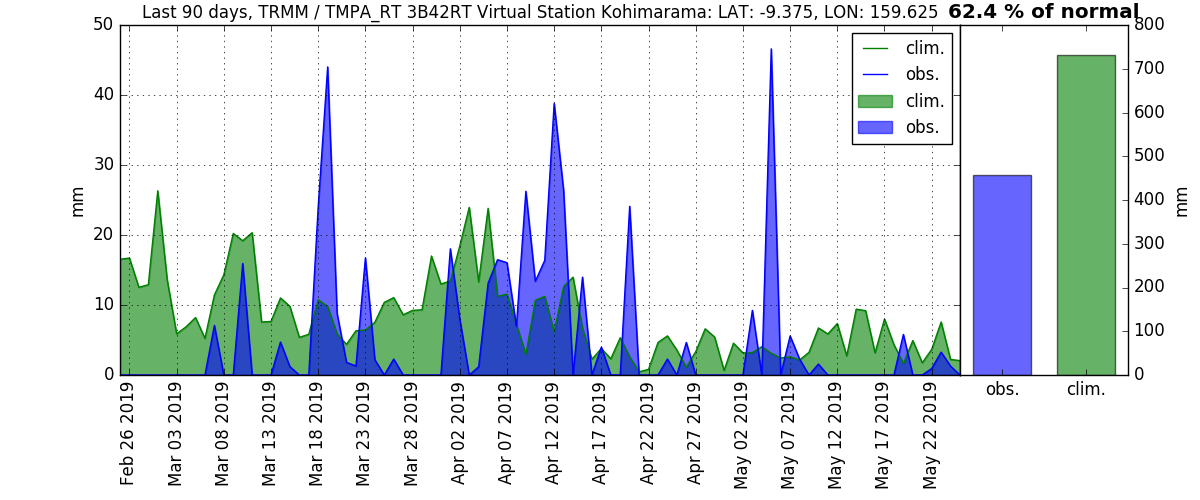 Last 90 days, TRMM / TMPA_RT 3B42RT Virtual Station Kohimarama: LAT: -9.375, LON: 159.625 62.4 % of normal
50
40
30
20
10
0
mm
clim.
obs.
clim.
obs.
800
700
600
500
400
300
200
100
0
mm
Feb 26 2019
Mar 03 2019
Mar 08 2019
Mar 13 2019
Mar 18 2019
Mar 23 2019
Mar 28 2019
Apr 02 2019
Apr 07 2019
Apr 12 2019
Apr 17 2019
Apr 22 2019
Apr 27 2019
May 02 2019
May 07 2019
May 12 2019
May 17 2019
May 22 2019
obs.
clim.